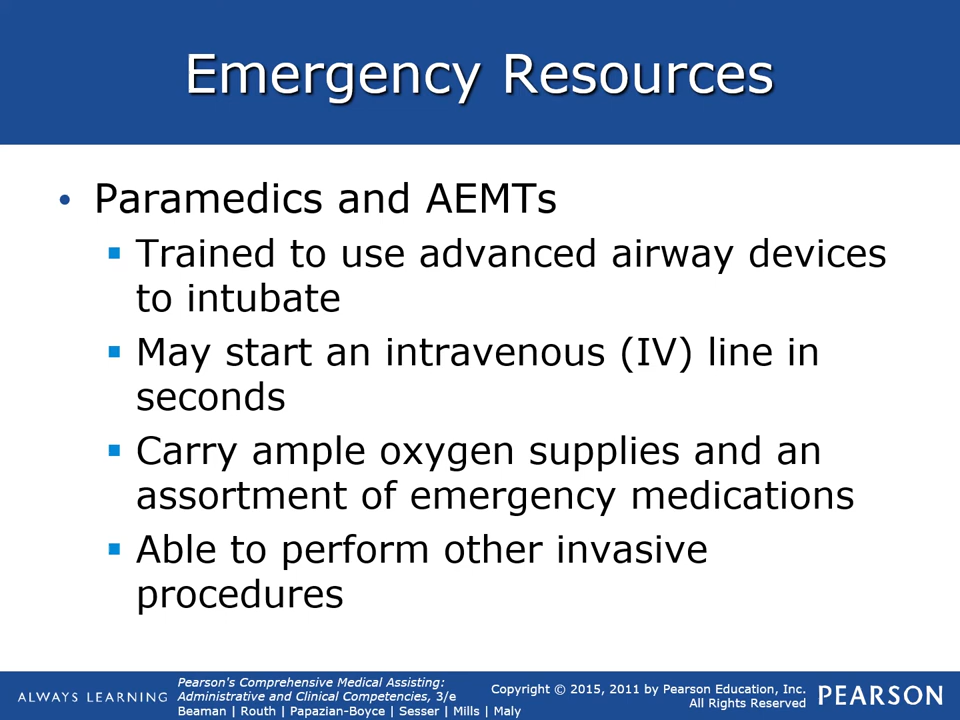 Emergency Resources
• Paramedics and AEMTs
▪ Trained to use advanced airway devices
to intubate
▪ May start an intravenous (IV) line in
seconds
▪ Carry ample oxygen supplies and an
assortment of emergency medications
▪ Able to perform other invasive
procedures
ALWAYS LEARNING
Pearson's Comprehensive Medical Assisting:
Administrative and Clinical Competencies, 3/e
Beaman | Routh | Papazian-Boyce | Sesser | Mills | Maly
Copyright © 2015, 2011 by Pearson Education, Inc.
All Rights Reserved
PEARSON